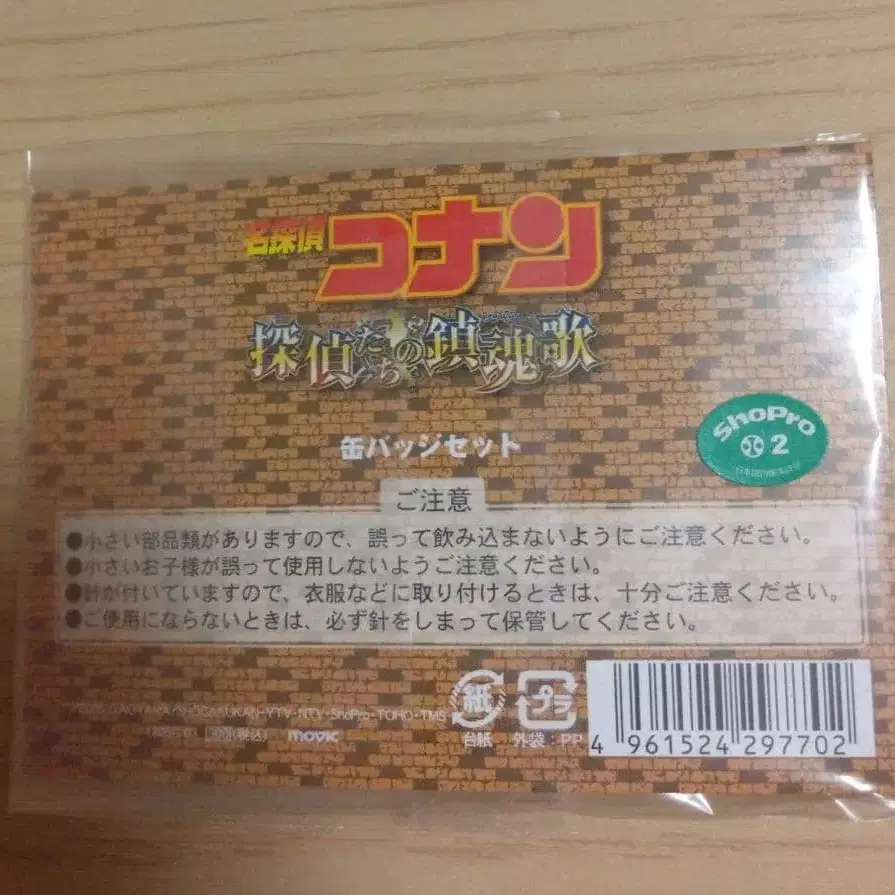 名探偵
コナン
探偵たちの鎮魂歌
缶バッジセット
ShoPro
2
ご注意
●小さい部品類がありますので、誤って飲み込まないようにご注意ください。
●小さいお子様が誤って使用しないようご注意ください。
●針が付いていますので、衣服などに取り付けるときは、十分ご注意ください。
●ご使用にならないときは、必ず針をしまって保管してください。
SHOGAKUKAN・YTV・NTV・ShoPro・TOHO・TMS
(税込) movic
紙
台紙
プラ
外袋:PP
4 961524 297702